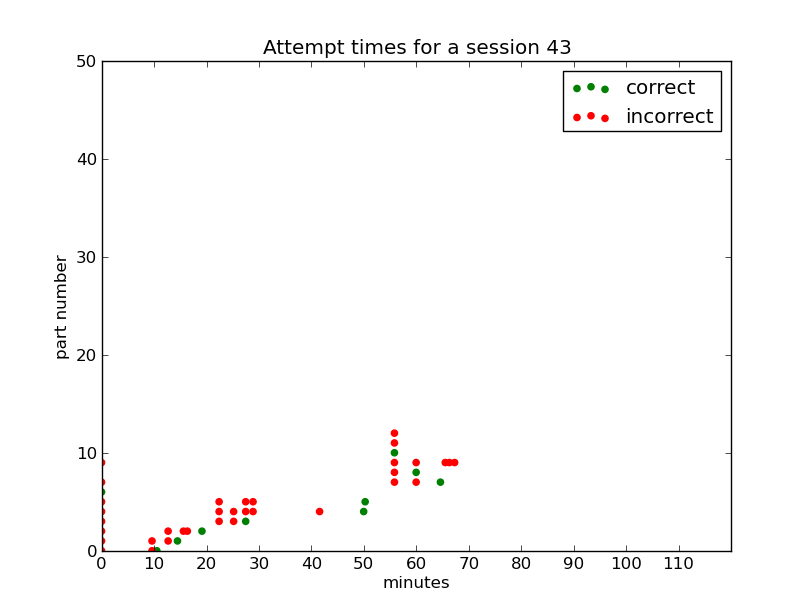 Attempt times for a session 43
50
40
30
20
10
0
part number
correct
incorrect
0 10 20 30 40 50 60 70 80 90 100 110
minutes